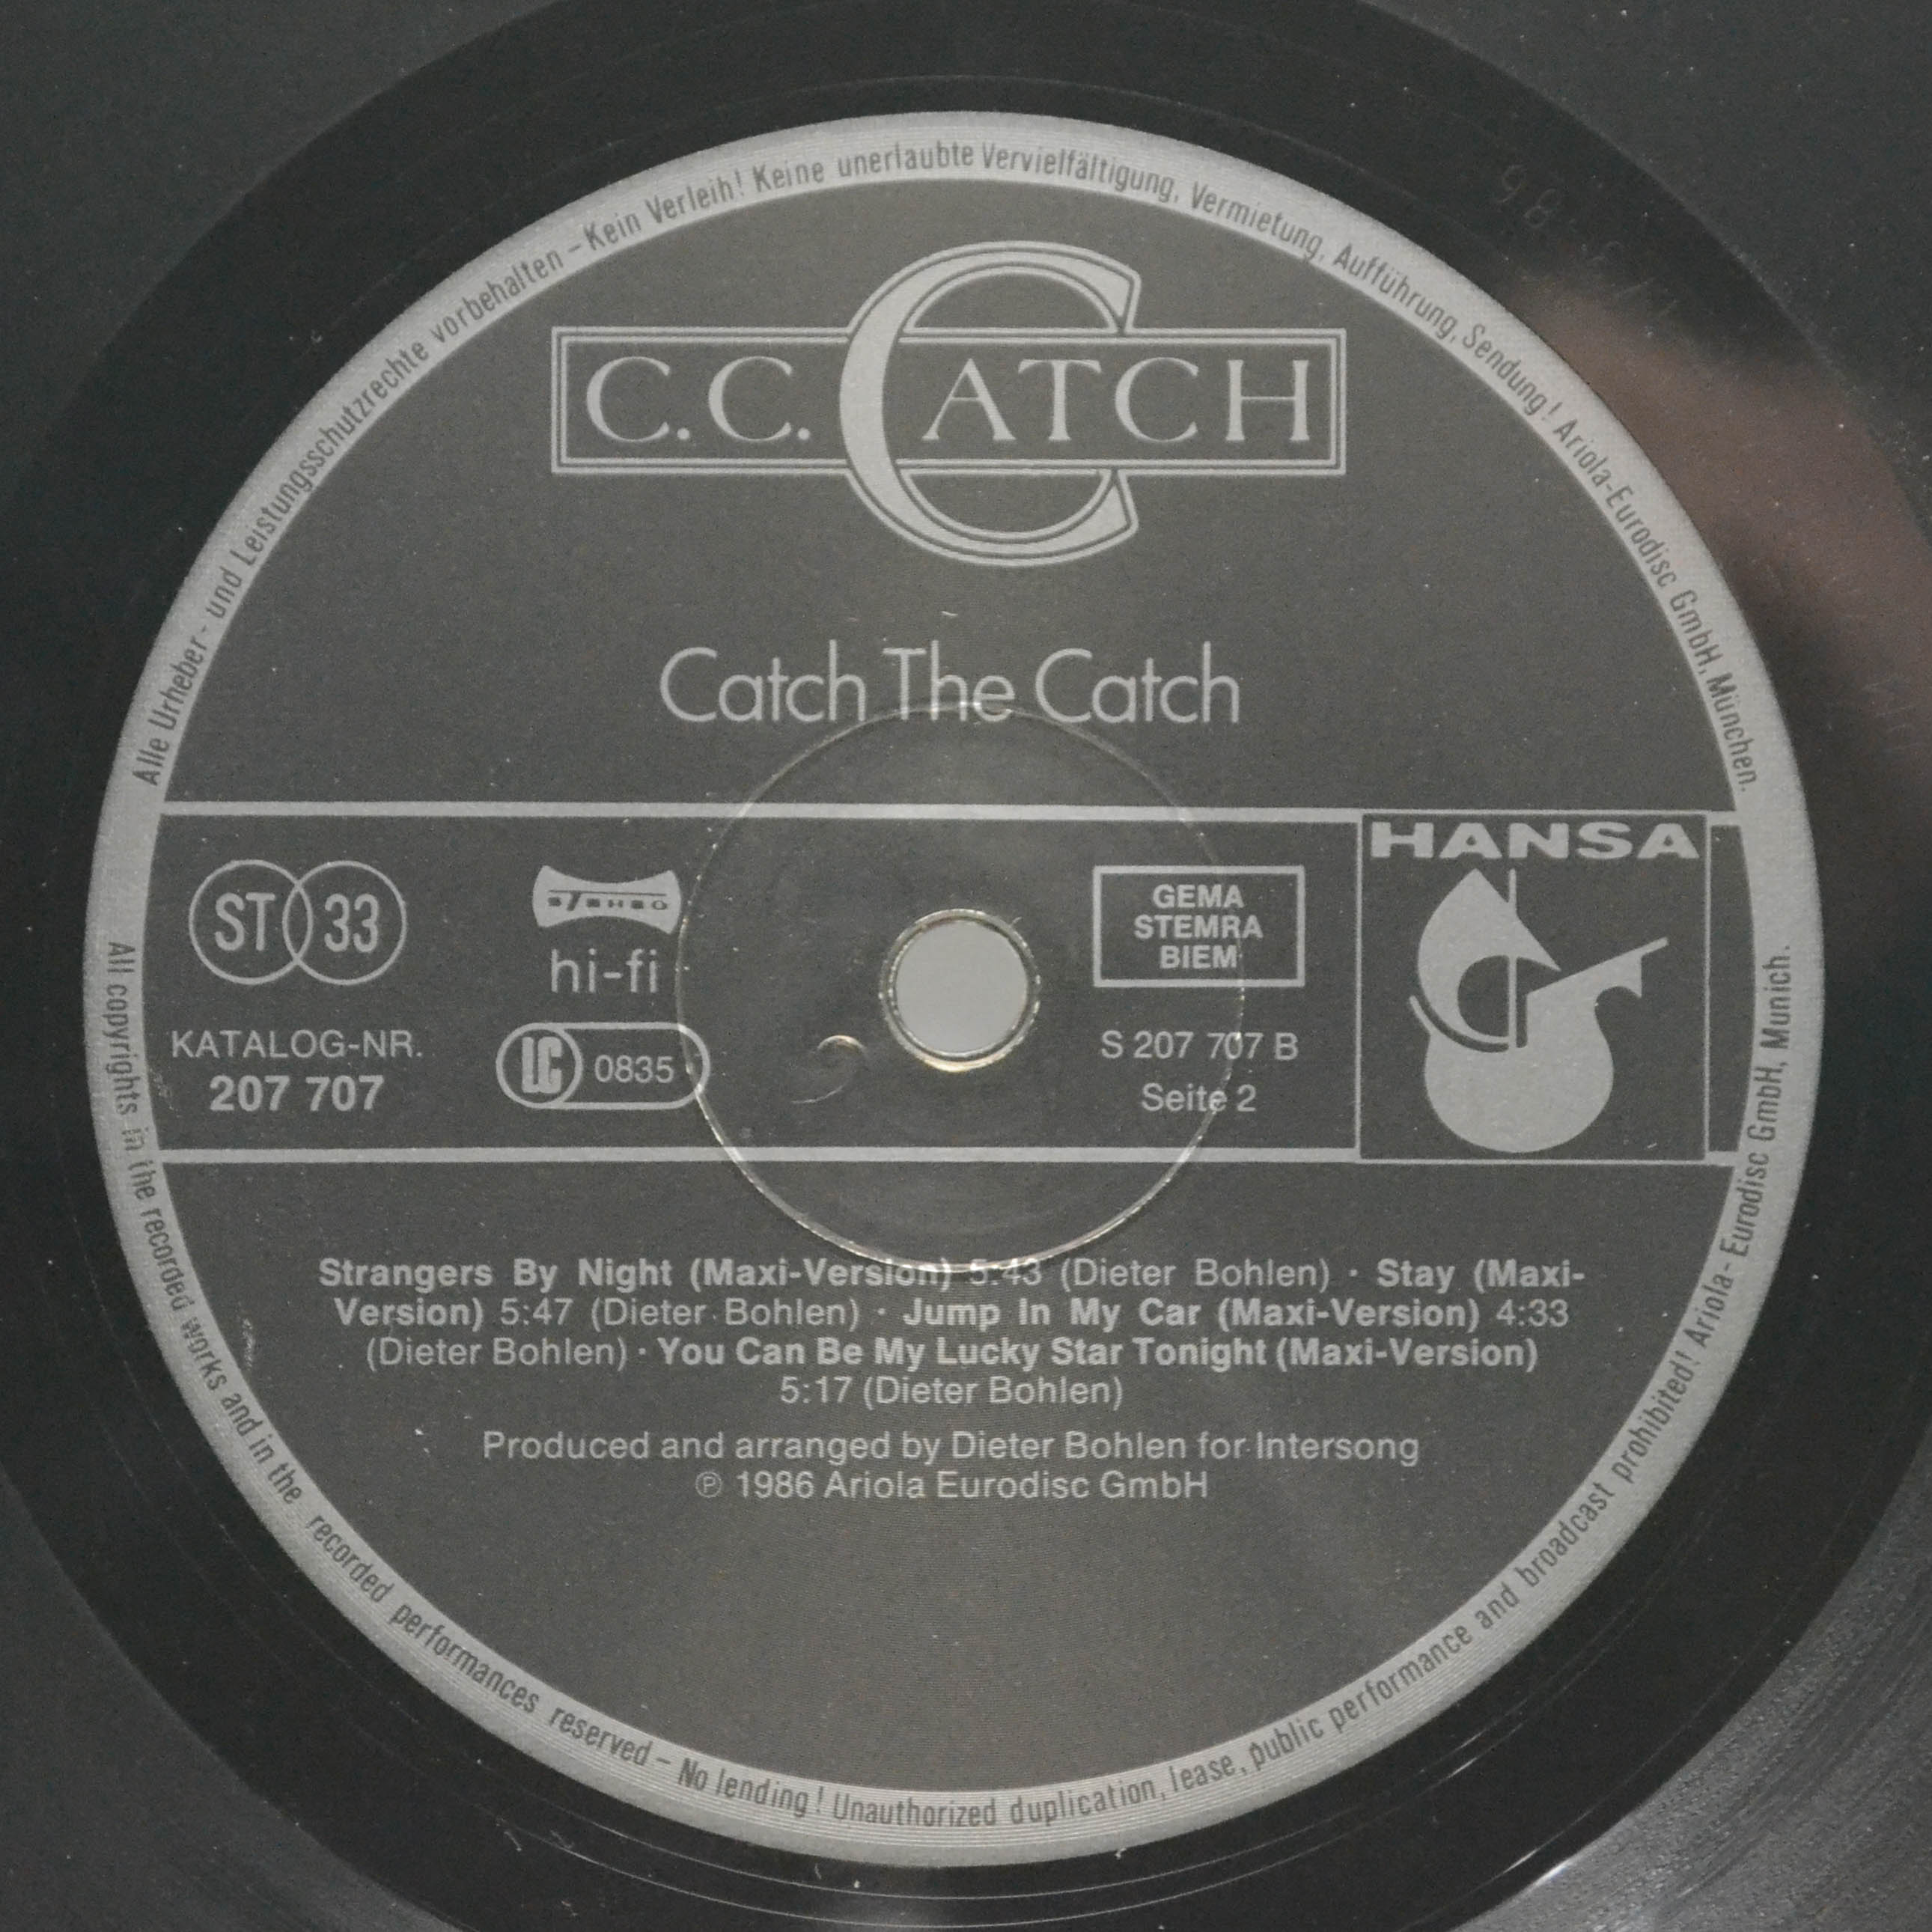 Alle Urheber- und Leistungsschutzrechte vorbehalten – Kein Verleih! Keine unerlaubte Vervielfältigung, Vermietung, Aufführung, Sendung! Ariola-Eurodisc GmbH, München.
C.C. CATCH
Catch The Catch
ST 33
STEREO
hi-fi
KATALOG-NR.
207 707
LC 0835
GEMA
STEMRA
BIEM
S 207 707 B
Seite 2
HANSA
Strangers By Night (Maxi-Version) 5:43 (Dieter Bohlen) · Stay (Maxi-
Version) 5:47 (Dieter Bohlen) · Jump In My Car (Maxi-Version) 4:33
(Dieter Bohlen) · You Can Be My Lucky Star Tonight (Maxi-Version)
5:17 (Dieter Bohlen)
Produced and arranged by Dieter Bohlen for Intersong
℗ 1986 Ariola Eurodisc GmbH
All copyrights in the recorded works and in the recorded performances reserved – No lending! Unauthorized duplication, lease, public performance and broadcast prohibited! Ariola-Eurodisc GmbH, Munich.